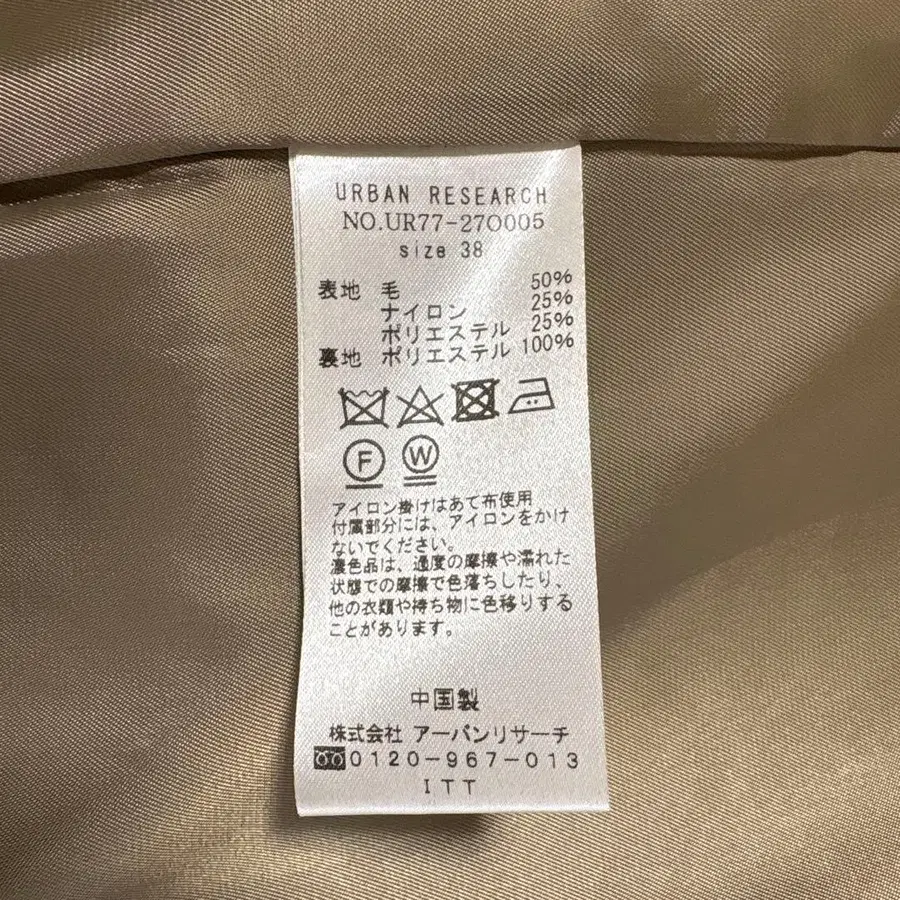 URBAN RESEARCH
NO.UR77-27O005
size 38
表地 毛 50%
ナイロン 25%
ポリエステル 25%
裏地 ポリエステル 100%
F W
アイロン掛けはあて布使用
付属部分には、アイロンをかけ
ないでください。
濃色品は、過度の摩擦や濡れた
状態での摩擦で色落ちしたり、
他の衣類や持ち物に色移りする
ことがあります。
中国製
株式会社 アーバンリサーチ
0120-967-013
ITT